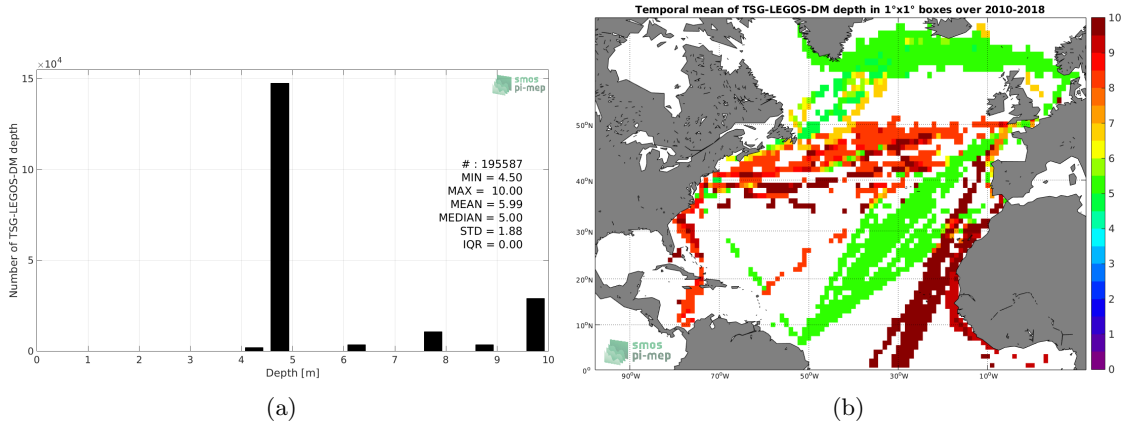 Temporal mean of TSG-LEGOS-DM depth in 1°x1° boxes over 2010-2018
×10⁴
15
10
5
0
Number of TSG-LEGOS-DM depth
smos
pi-mep
# : 195587
MIN = 4.50
MAX = 10.00
MEAN = 5.99
MEDIAN = 5.00
STD = 1.88
IQR = 0.00
0 1 2 3 4 5 6 7 8 9 10
Depth [m]
50°N
40°N
30°N
20°N
10°N
0°
smos
pi-mep
90°W 70°W 50°W 30°W 10°W
10
9
8
7
6
5
4
3
2
1
0
(a)
(b)